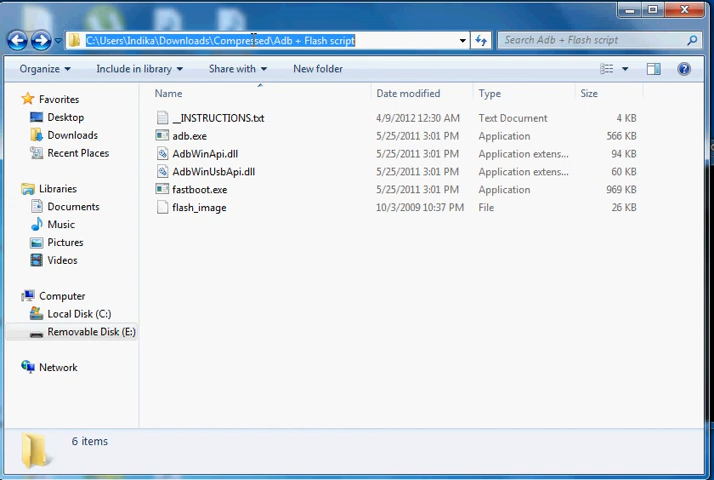 C:\Users\Indika\Downloads\Compressed\Adb + Flash script Search Adb + Flash script
Organize Include in library Share with New folder
Favorites
Desktop
Downloads
Recent Places
Libraries
Documents
Music
Pictures
Videos
Computer
Local Disk (C:)
Removable Disk (E:)
Network
Name Date modified Type Size
__INSTRUCTIONS.txt 4/9/2012 12:30 AM Text Document 4 KB
adb.exe 5/25/2011 3:01 PM Application 566 KB
AdbWinApi.dll 5/25/2011 3:01 PM Application extens... 94 KB
AdbWinUsbApi.dll 5/25/2011 3:01 PM Application extens... 60 KB
fastboot.exe 5/25/2011 3:01 PM Application 969 KB
flash_image 10/3/2009 10:37 PM File 26 KB
6 items